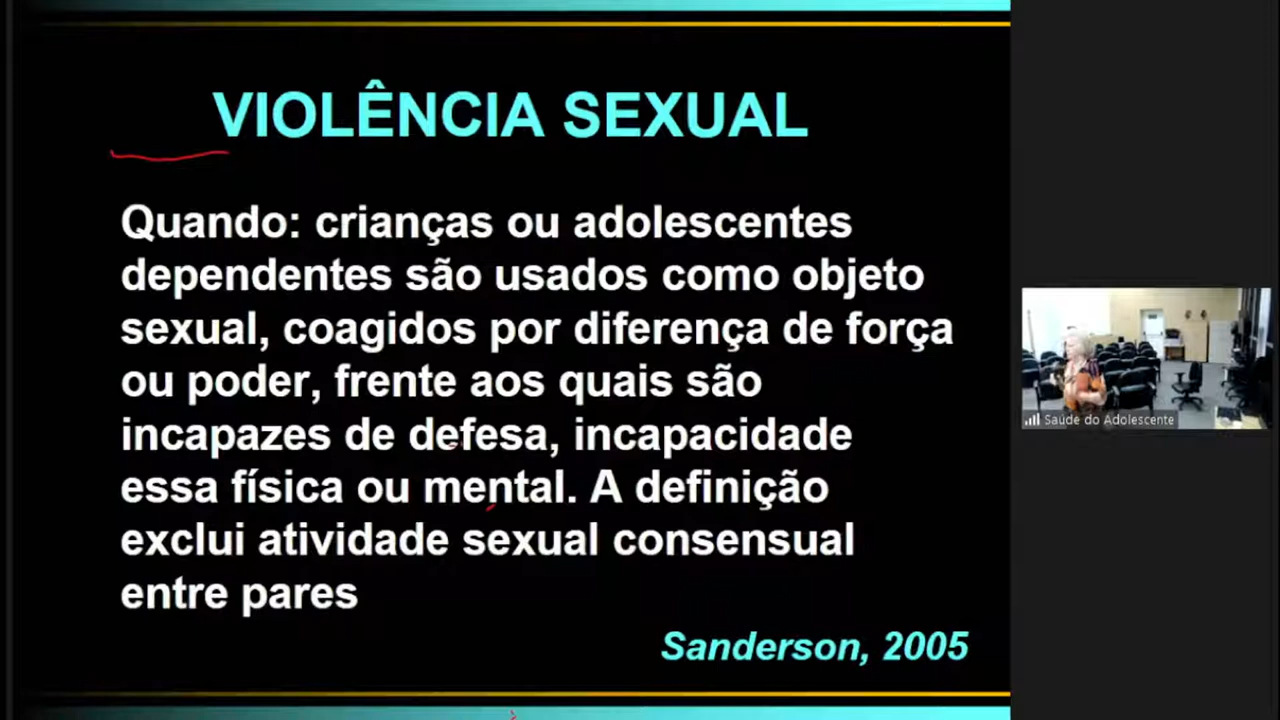 VIOLÊNCIA SEXUAL
Quando: crianças ou adolescentes
dependentes são usados como objeto
sexual, coagidos por diferença de força
ou poder, frente aos quais são
incapazes de defesa, incapacidade
essa física ou mental. A definição
exclui atividade sexual consensual
entre pares
Sanderson, 2005
Saúde do Adolescente